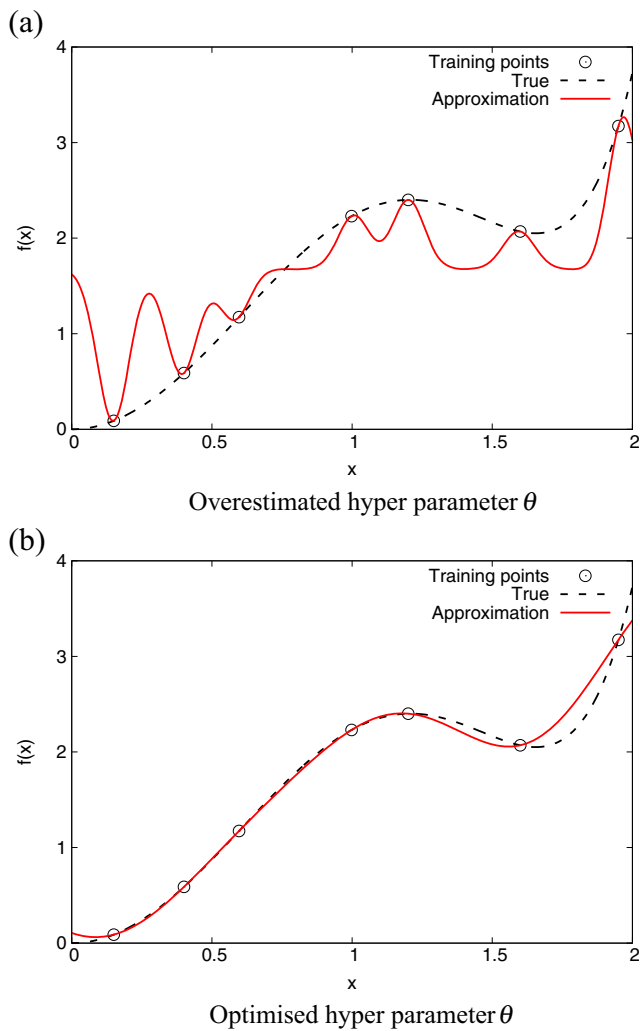 (a)
4
3
2
1
0
f(x)
Training points
True
Approximation
0 0.5 1 1.5 2
x
Overestimated hyper parameter θ
(b)
4
3
2
1
0
f(x)
Training points
True
Approximation
0 0.5 1 1.5 2
x
Optimised hyper parameter θ